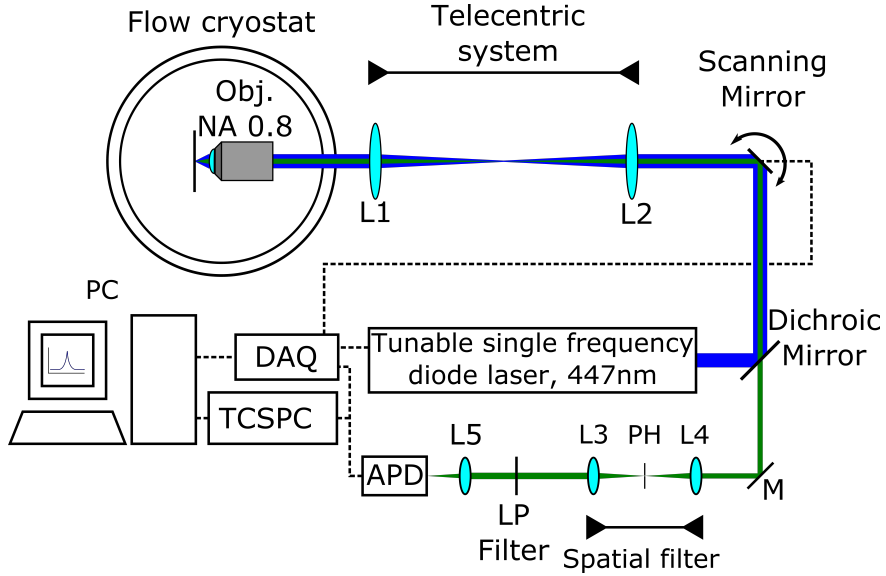 Flow cryostat
Telecentric
system
Scanning
Mirror
Obj.
NA 0.8
L1
L2
PC
DAQ
Tunable single frequency
diode laser, 447nm
Dichroic
Mirror
TCSPC
L5
L3
PH
L4
APD
LP
Filter
M
Spatial filter